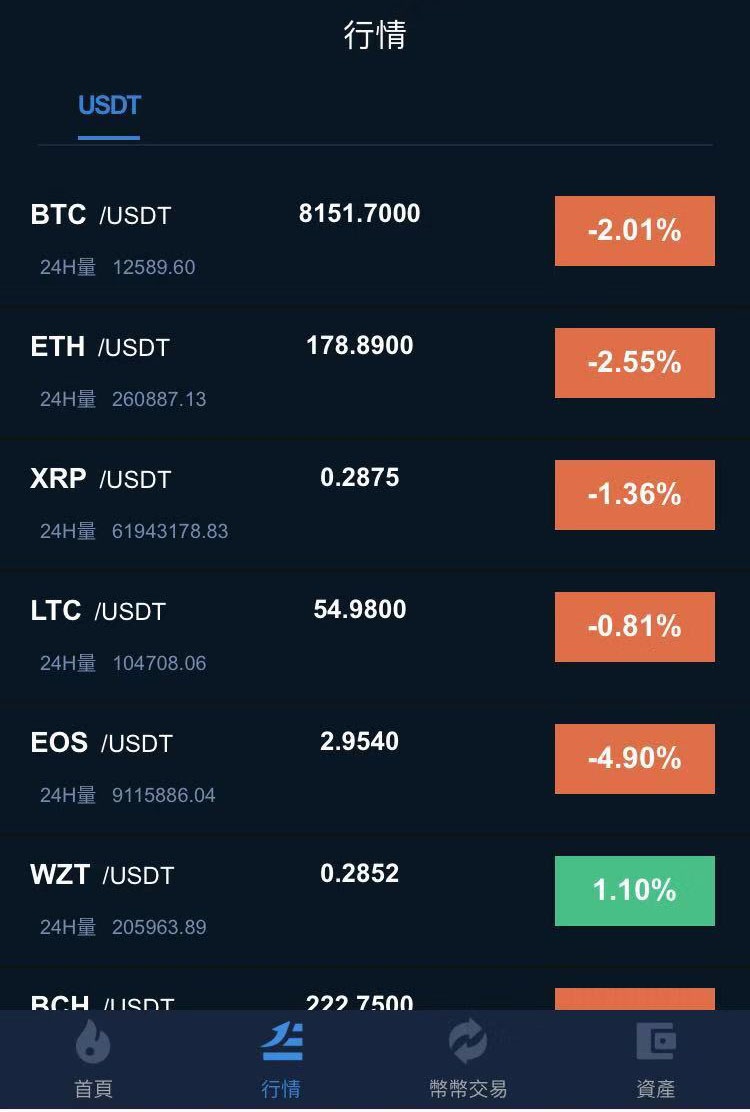 行情
USDT
BTC /USDT 8151.7000 -2.01%
24H量 12589.60
ETH /USDT 178.8900 -2.55%
24H量 260887.13
XRP /USDT 0.2875 -1.36%
24H量 61943178.83
LTC /USDT 54.9800 -0.81%
24H量 104708.06
EOS /USDT 2.9540 -4.90%
24H量 9115886.04
WZT /USDT 0.2852 1.10%
24H量 205963.89
BCH /USDT 222.7500
首頁 行情 幣幣交易 資產